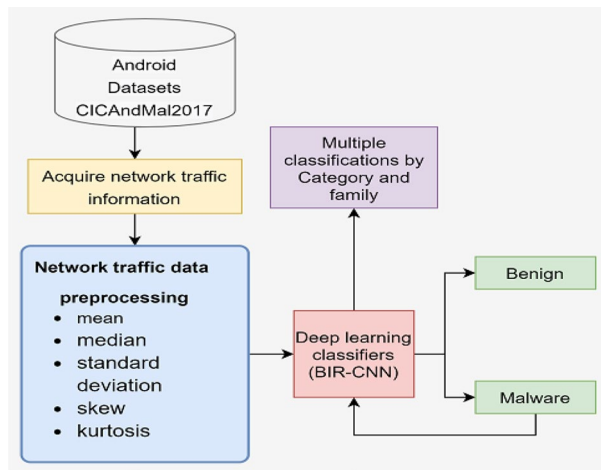 Android
Datasets
CICAndMal2017
Acquire network traffic
information
Network traffic data
preprocessing
• mean
• median
• standard
deviation
• skew
• kurtosis
Multiple
classifications by
Category and
family
Deep learning
classifiers
(BIR-CNN)
Benign
Malware